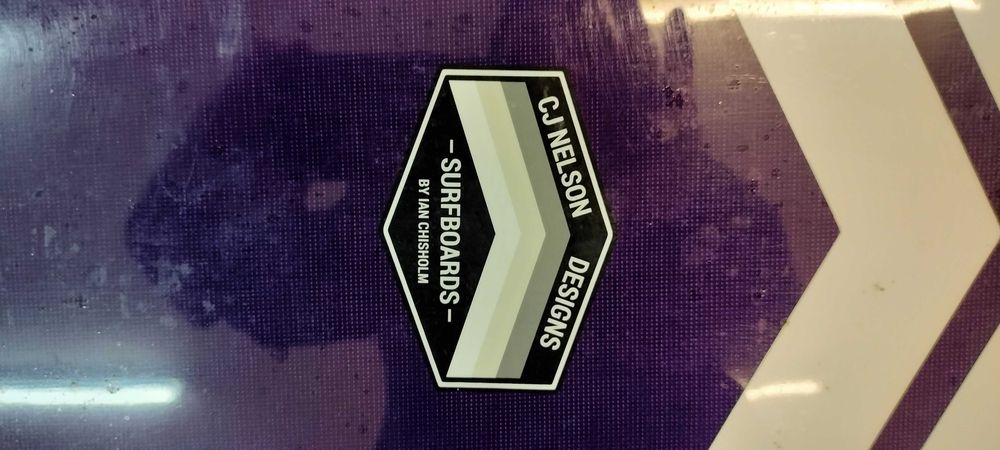 CJ NELSON DESIGNS
– SURFBOARDS –
BY IAN CHISHOLM